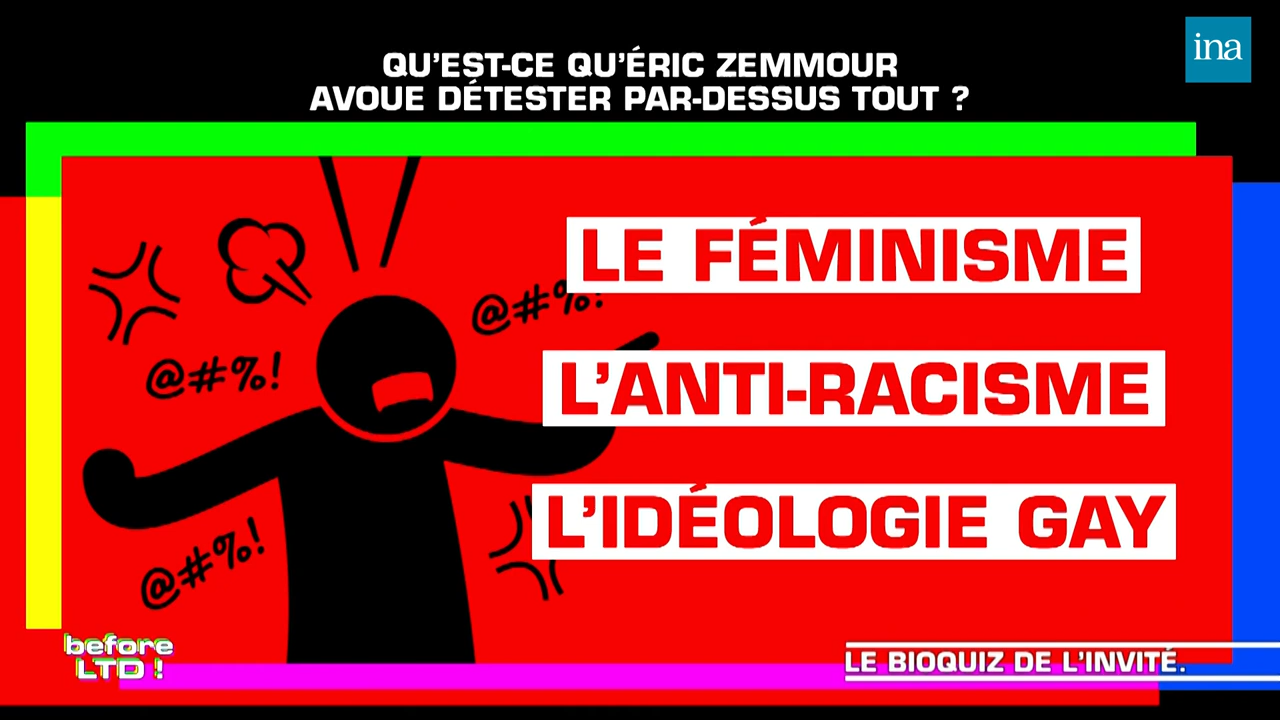 ina
QU'EST-CE QU'ÉRIC ZEMMOUR
AVOUE DÉTESTER PAR-DESSUS TOUT ?
LE FÉMINISME
@#%!
@#%!
L'ANTI-RACISME
L'IDÉOLOGIE GAY
@#%!
before
LTD !
LE BIOQUIZ DE L'INVITÉ.